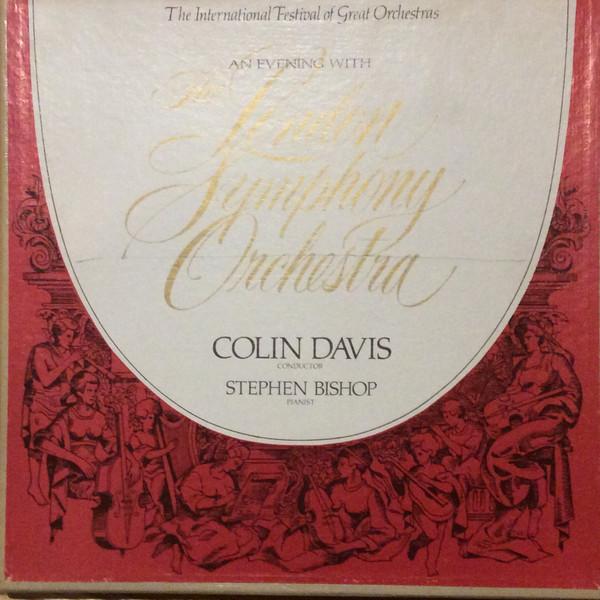 The International Festival of Great Orchestras
AN EVENING WITH
The London
Symphony
Orchestra
COLIN DAVIS
CONDUCTOR
STEPHEN BISHOP
PIANIST